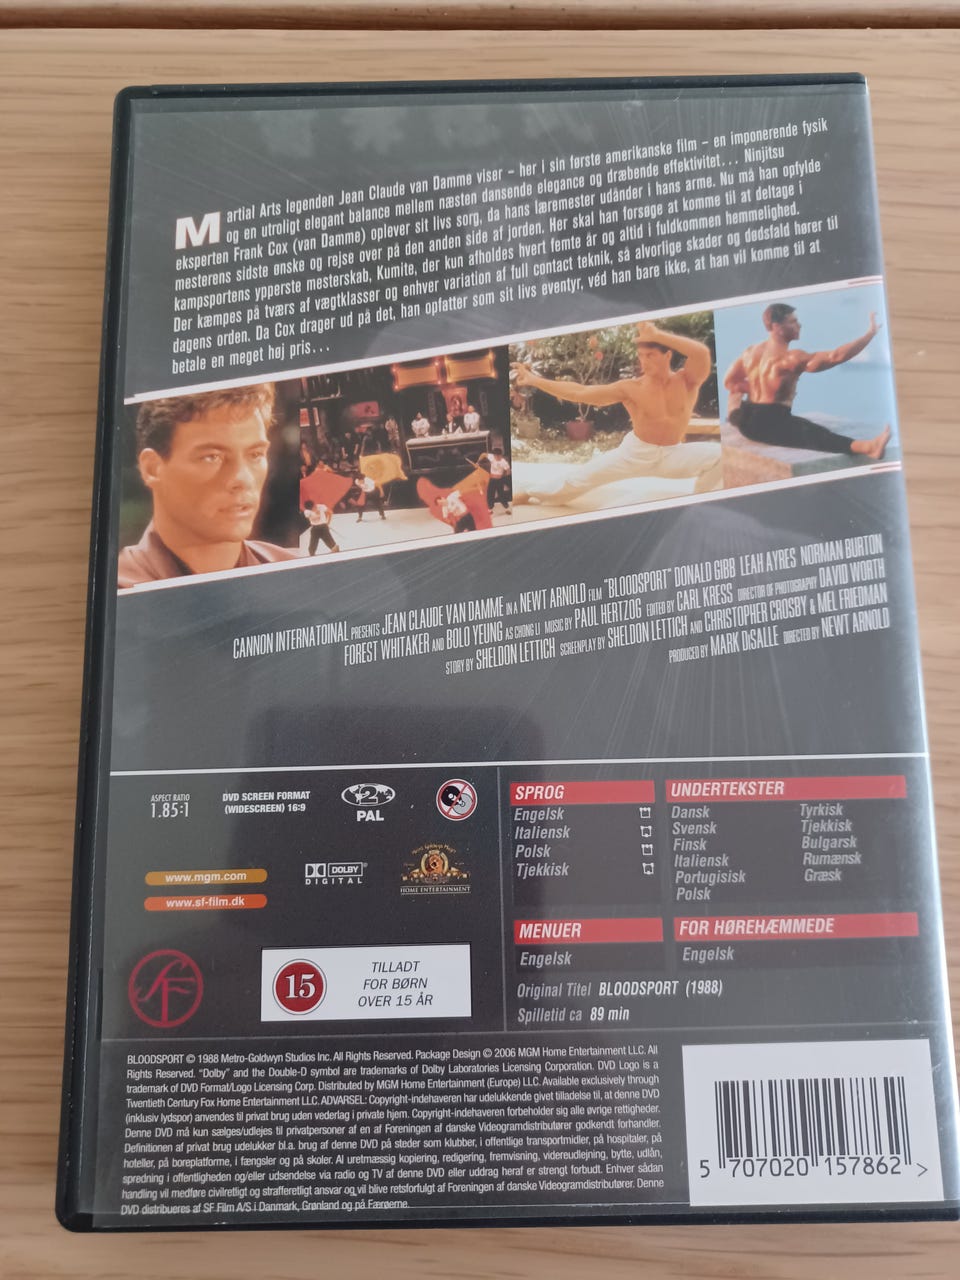 Martial Arts legenden Jean Claude van Damme viser - her i sin første amerikanske film - en imponerende fysik
og en utroligt elegant balance mellem næsten dansende elegance og dræbende effektivitet... Ninjitsu
eksperten Frank Cox (van Damme) oplever sit livs sorg, da hans læremester udånder i hans arme. Nu må han opfylde
mesterens sidste ønske og rejse over på den anden side af jorden. Her skal han forsøge at komme til at deltage i
kampsportens ypperste mesterskab, Kumite, der kun afholdes hvert femte år og altid i fuldkommen hemmelighed.
Der kæmpes på tværs af vægtklasser og enhver variation af full contact teknik, så alvorlige skader og dødsfald hører til
dagens orden. Da Cox drager ud på det, han opfatter som sit livs eventyr, véd han bare ikke, at han vil komme til at
betale en meget høj pris...
CANNON INTERNATOINAL PRESENTS JEAN CLAUDE VAN DAMME IN A NEWT ARNOLD FILM "BLOODSPORT" DONALD GIBB LEAH AYRES NORMAN BURTON
FOREST WHITAKER AND BOLO YEUNG AS CHONG LI MUSIC BY PAUL HERTZOG EDITED BY CARL KRESS DIRECTOR OF PHOTOGRAPHY DAVID WORTH
STORY BY SHELDON LETTICH SCREENPLAY BY SHELDON LETTICH AND CHRISTOPHER CROSBY & MEL FRIEDMAN
PRODUCED BY MARK DiSALLE DIRECTED BY NEWT ARNOLD
ASPECT RATIO
1.85:1
DVD SCREEN FORMAT
(WIDESCREEN) 16:9
2
PAL
www.mgm.com
www.sf-film.dk
DOLBY
DIGITAL
HOME ENTERTAINMENT
SF
15
TILLADT
FOR BØRN
OVER 15 ÅR
SPROG
Engelsk
Italiensk
Polsk
Tjekkisk
UNDERTEKSTER
Dansk
Svensk
Finsk
Italiensk
Portugisisk
Polsk
Tyrkisk
Tjekkisk
Bulgarsk
Rumænsk
Græsk
MENUER
Engelsk
FOR HØREHÆMMEDE
Engelsk
Original Titel BLOODSPORT (1988)
Spilletid ca 89 min
BLOODSPORT © 1988 Metro-Goldwyn Studios Inc. All Rights Reserved. Package Design © 2006 MGM Home Entertainment LLC. All
Rights Reserved. "Dolby" and the Double-D symbol are trademarks of Dolby Laboratories Licensing Corporation. DVD Logo is a
trademark of DVD Format/Logo Licensing Corp. Distributed by MGM Home Entertainment (Europe) LLC. Available exclusively through
Twentieth Century Fox Home Entertainment LLC. ADVARSEL: Copyright-indehaveren har udelukkende givet tilladelse til, at denne DVD
(inklusiv lydspor) anvendes til privat brug uden vederlag i private hjem. Copyright-indehaveren forbeholder sig alle øvrige rettigheder.
Denne DVD må kun sælges/udlejes til privatpersoner af en af Foreningen af danske Videogramdistributører godkendt forhandler.
Definitionen af privat brug udelukker bl.a. brug af denne DVD på steder som klubber, i offentlige transportmidler, på hospitaler, på
hoteller, på boreplatforme, i fængsler og på skoler. Al uretmæssig kopiering, redigering, fremvisning, videreudlejning, bytte, udlån,
spredning i offentligheden og/eller udsendelse via radio og TV af denne DVD eller uddrag heraf er strengt forbudt. Enhver sådan
handling vil medføre civilretligt og strafferetligt ansvar og vil blive retsforfulgt af Foreningen af danske Videogramdistributører. Denne
DVD distribueres af SF Film A/S i Danmark, Grønland og på Færøerne.
5 707020 157862 >